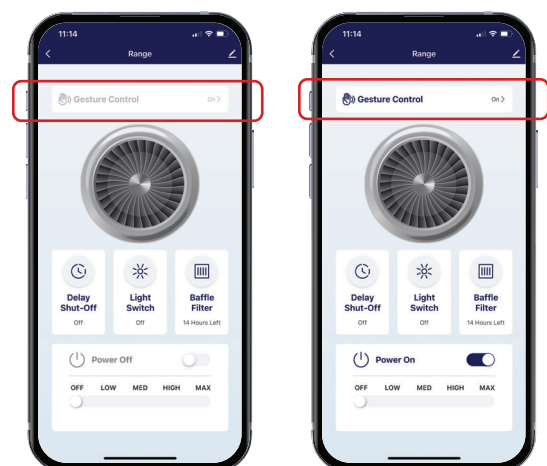 11:14
Range
Gesture Control
On >
Delay
Shut-Off
Off
Light
Switch
Off
Baffle
Filter
14 Hours Left
Power Off
OFF LOW MED HIGH MAX
11:14
Range
Gesture Control
On >
Delay
Shut-Off
Off
Light
Switch
Off
Baffle
Filter
14 Hours Left
Power On
OFF LOW MED HIGH MAX